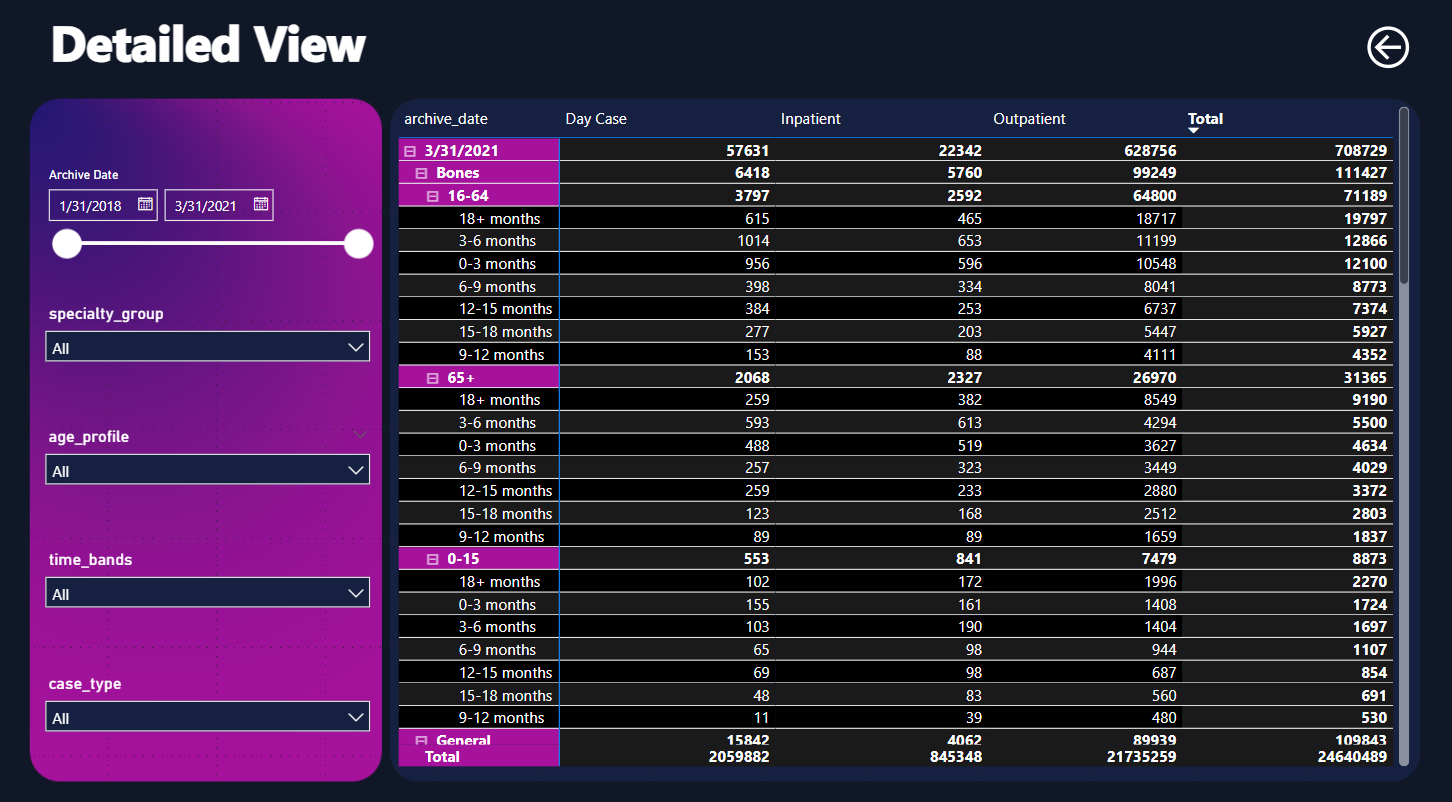 Detailed View
Archive Date
1/31/2018 3/31/2021
specialty_group
All
age_profile
All
time_bands
All
case_type
All
archive_date Day Case Inpatient Outpatient Total
3/31/2021 57631 22342 628756 708729
Bones 6418 5760 99249 111427
16-64 3797 2592 64800 71189
18+ months 615 465 18717 19797
3-6 months 1014 653 11199 12866
0-3 months 956 596 10548 12100
6-9 months 398 334 8041 8773
12-15 months 384 253 6737 7374
15-18 months 277 203 5447 5927
9-12 months 153 88 4111 4352
65+ 2068 2327 26970 31365
18+ months 259 382 8549 9190
3-6 months 593 613 4294 5500
0-3 months 488 519 3627 4634
6-9 months 257 323 3449 4029
12-15 months 259 233 2880 3372
15-18 months 123 168 2512 2803
9-12 months 89 89 1659 1837
0-15 553 841 7479 8873
18+ months 102 172 1996 2270
0-3 months 155 161 1408 1724
3-6 months 103 190 1404 1697
6-9 months 65 98 944 1107
12-15 months 69 98 687 854
15-18 months 48 83 560 691
9-12 months 11 39 480 530
General 15842 4062 89939 109843
Total 2059882 845348 21735259 24640489